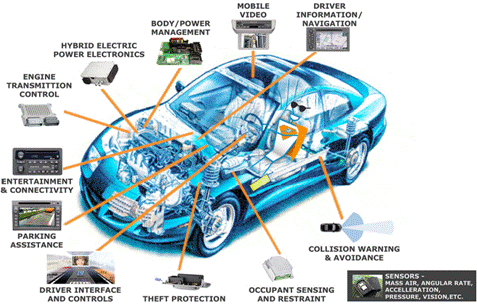 MOBILE
VIDEO
DRIVER
INFORMATION/
NAVIGATION
BODY/POWER
MANAGEMENT
HYBRID ELECTRIC
POWER ELECTRONICS
ENGINE
TRANSMITTION
CONTROL
ENTERTAINMENT
& CONNECTIVITY
PARKING
ASSISTANCE
DRIVER INTERFACE
AND CONTROLS
THEFT PROTECTION
OCCUPANT SENSING
AND RESTRAINT
COLLISION WARNING
& AVOIDANCE
SENSORS -
MASS AIR, ANGULAR RATE,
ACCELLERATION,
PRESSURE, VISION,ETC.